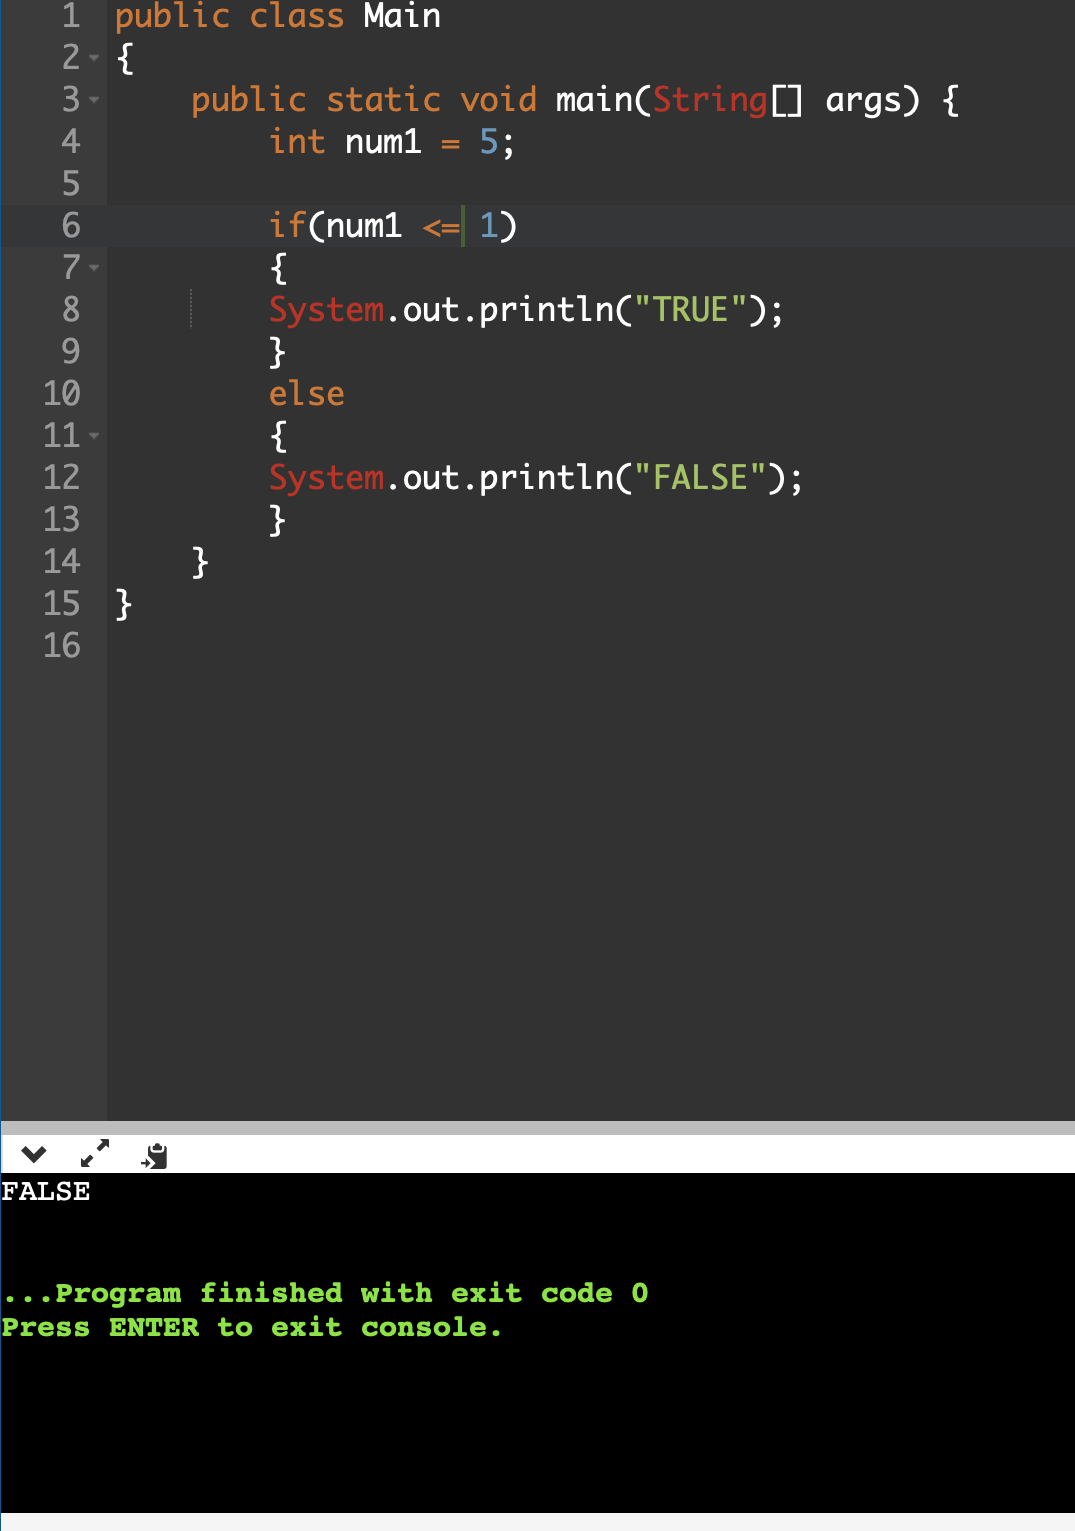 1 public class Main
2 {
3     public static void main(String[] args) {
4         int num1 = 5;
5
6         if(num1 <= 1)
7         {
8         System.out.println("TRUE");
9         }
10         else
11         {
12         System.out.println("FALSE");
13         }
14     }
15 }
16
FALSE
...Program finished with exit code 0
Press ENTER to exit console.